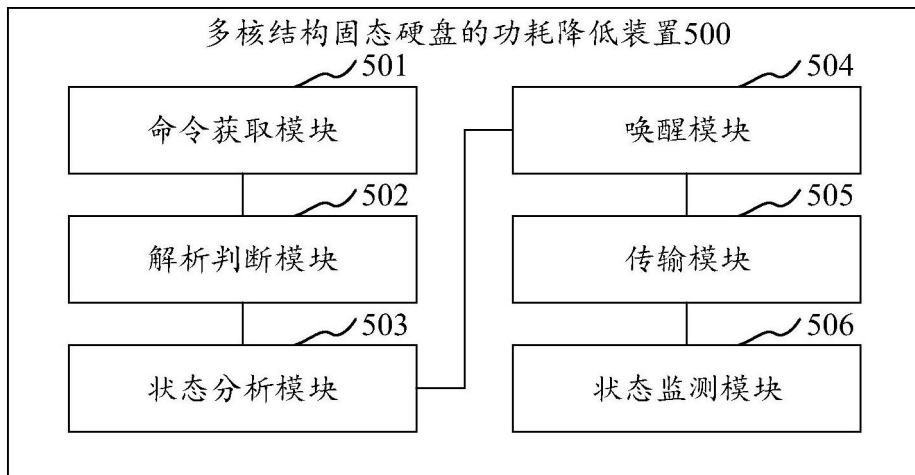 多核结构固态硬盘的功耗降低装置500
501
命令获取模块
502
解析判断模块
503
状态分析模块
504
唤醒模块
505
传输模块
506
状态监测模块